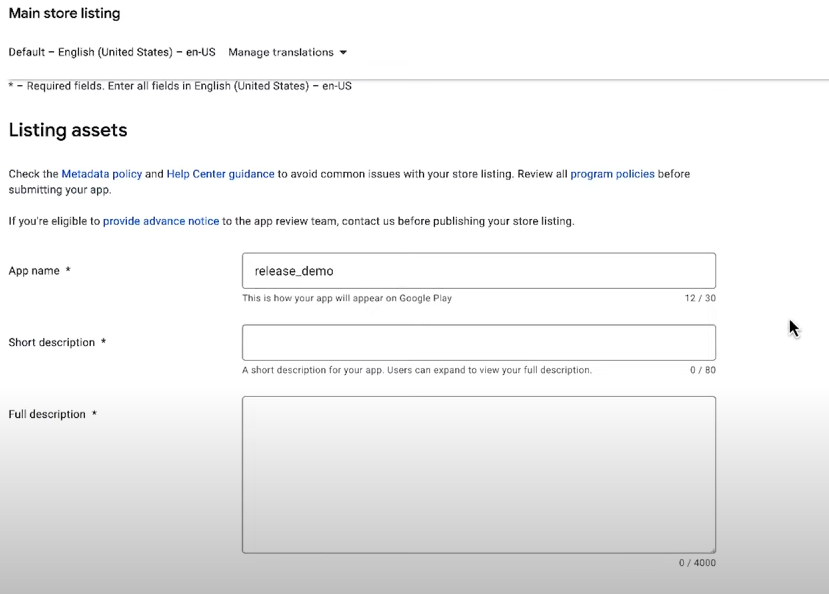 Main store listing
Default – English (United States) – en-US Manage translations
* – Required fields. Enter all fields in English (United States) – en-US
Listing assets
Check the Metadata policy and Help Center guidance to avoid common issues with your store listing. Review all program policies before
submitting your app.
If you're eligible to provide advance notice to the app review team, contact us before publishing your store listing.
App name *
release_demo
This is how your app will appear on Google Play 12 / 30
Short description *
A short description for your app. Users can expand to view your full description. 0 / 80
Full description *
0 / 4000